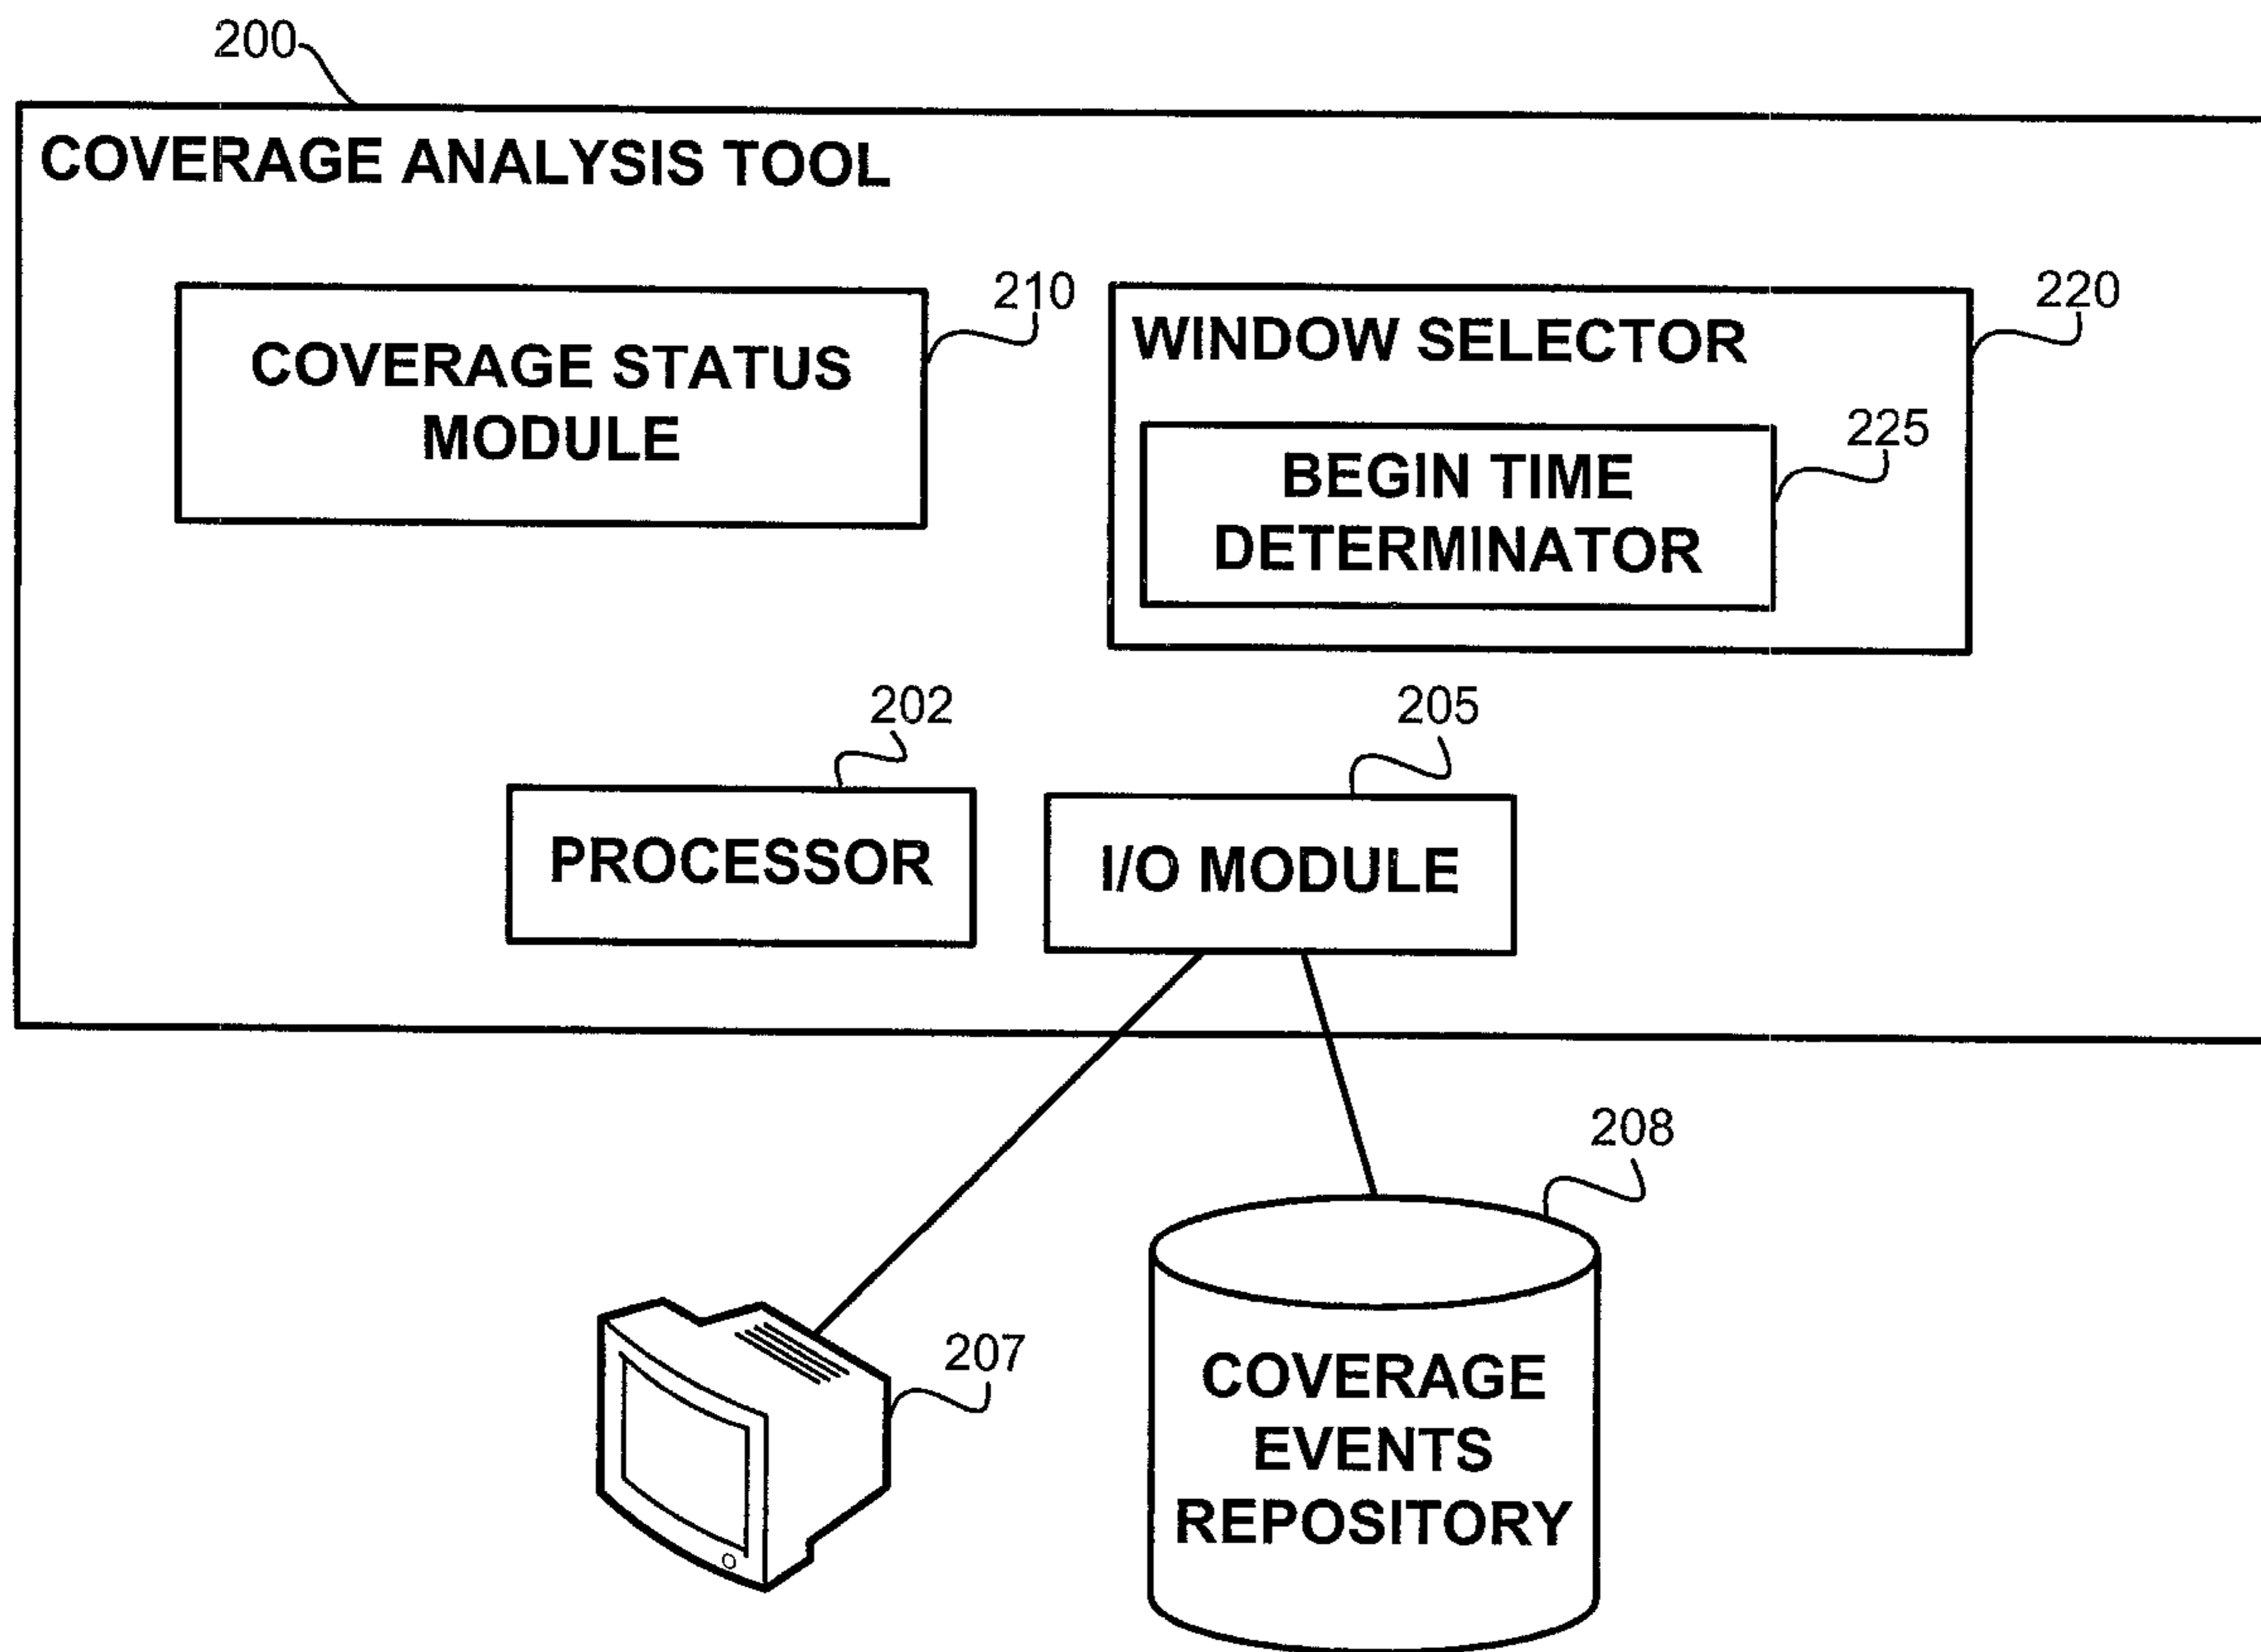 200
COVERAGE ANALYSIS TOOL
210
220
COVERAGE STATUS
MODULE
WINDOW SELECTOR
225
BEGIN TIME
DETERMINATOR
202
205
PROCESSOR
I/O MODULE
208
207
COVERAGE
EVENTS
REPOSITORY